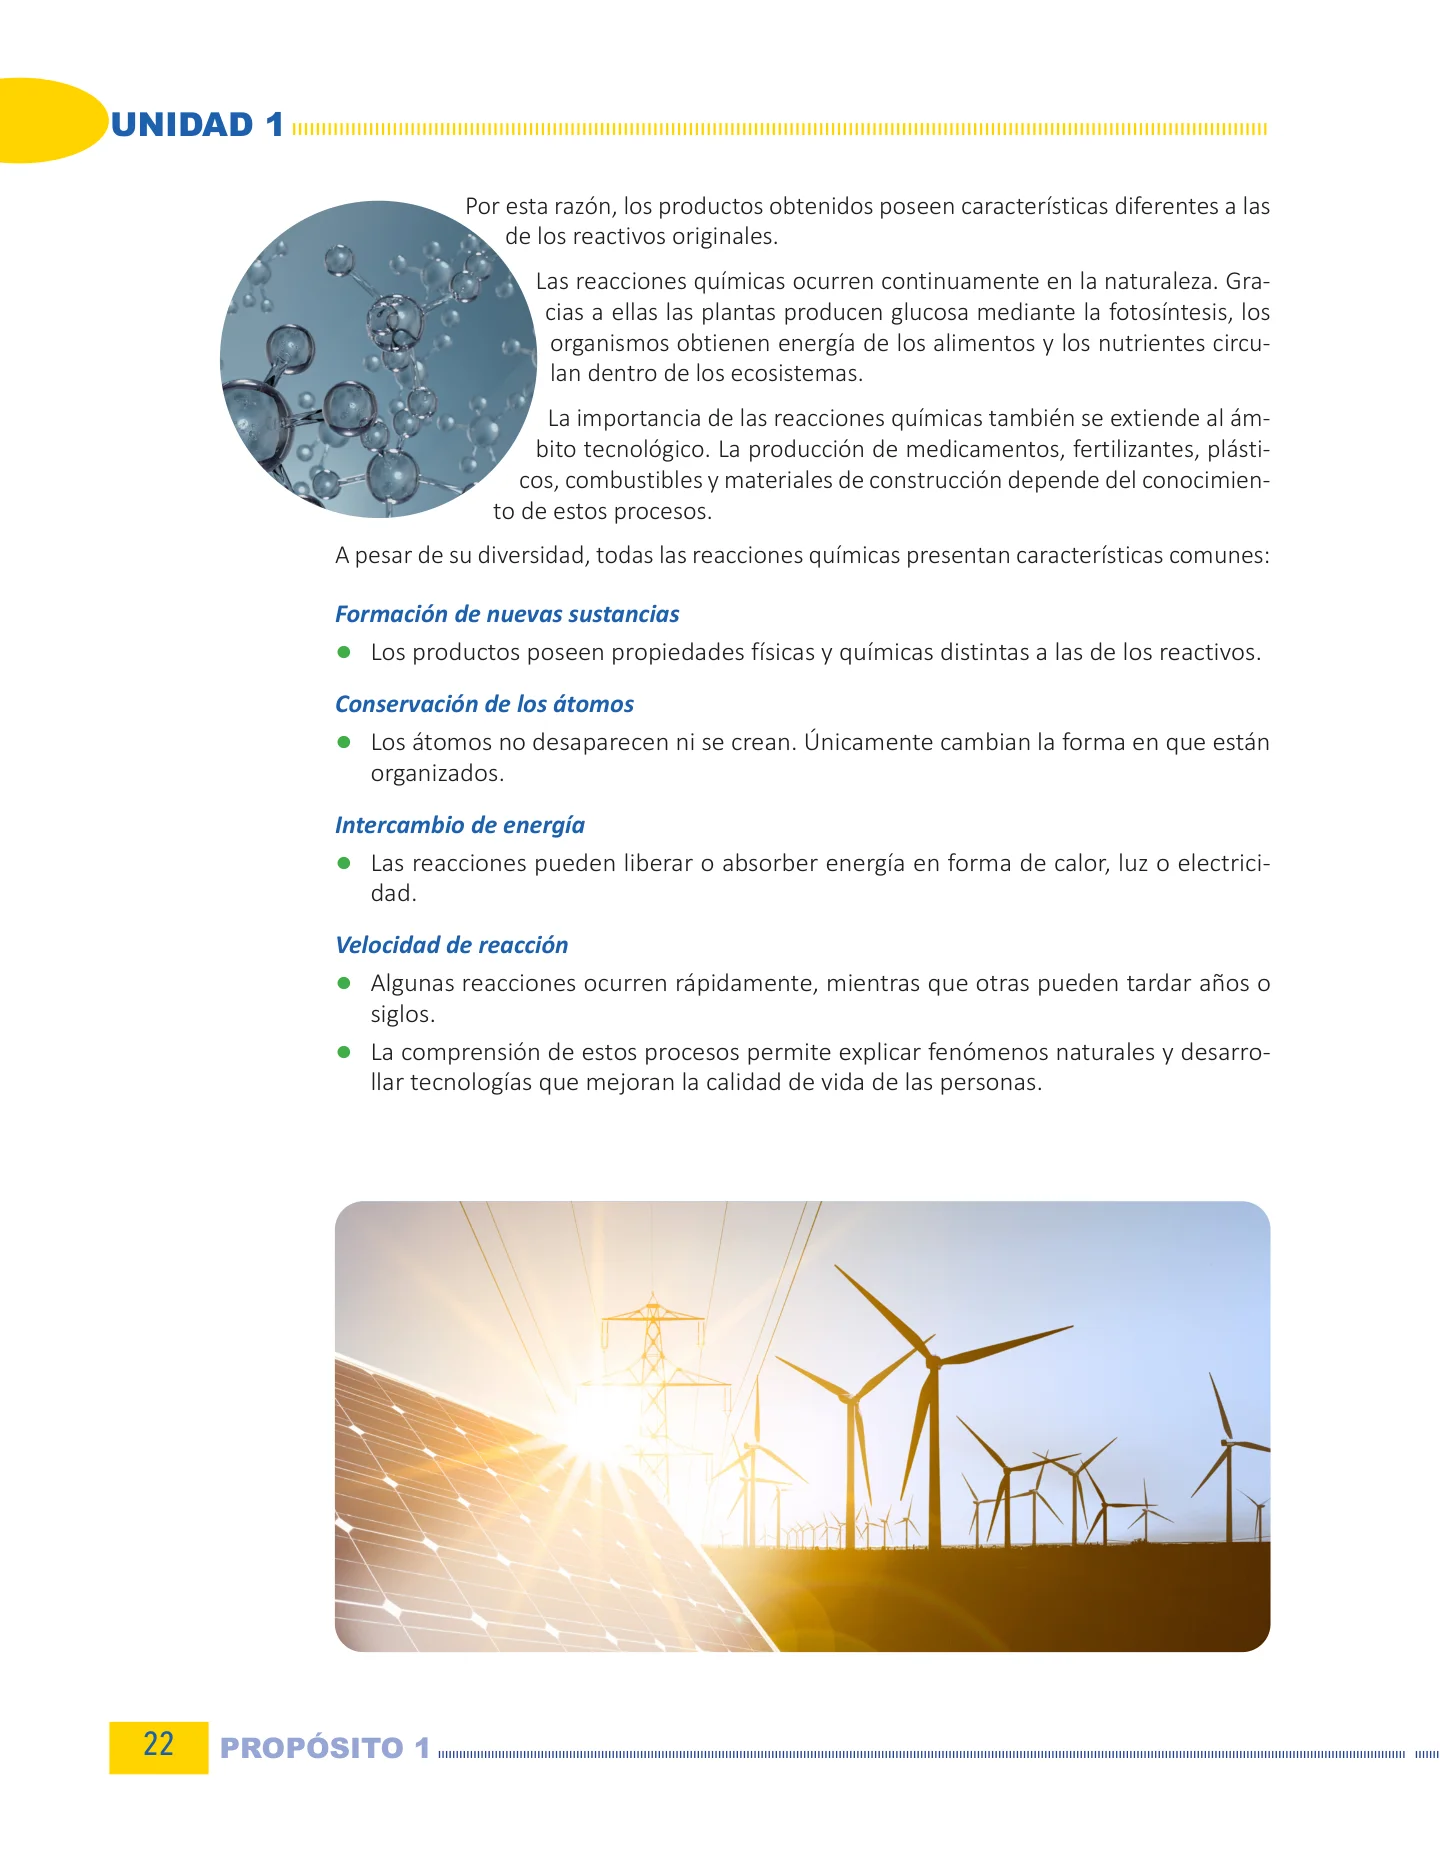 UNIDAD 1
Por esta razón, los productos obtenidos poseen características diferentes a las
de los reactivos originales.
Las reacciones químicas ocurren continuamente en la naturaleza. Gra-
cias a ellas las plantas producen glucosa mediante la fotosíntesis, los
organismos obtienen energía de los alimentos y los nutrientes circu-
lan dentro de los ecosistemas.
La importancia de las reacciones químicas también se extiende al ám-
bito tecnológico. La producción de medicamentos, fertilizantes, plásti-
cos, combustibles y materiales de construcción depende del conocimien-
to de estos procesos.
A pesar de su diversidad, todas las reacciones químicas presentan características comunes:
Formación de nuevas sustancias
● Los productos poseen propiedades físicas y químicas distintas a las de los reactivos.
Conservación de los átomos
● Los átomos no desaparecen ni se crean. Únicamente cambian la forma en que están
organizados.
Intercambio de energía
● Las reacciones pueden liberar o absorber energía en forma de calor, luz o electrici-
dad.
Velocidad de reacción
● Algunas reacciones ocurren rápidamente, mientras que otras pueden tardar años o
siglos.
● La comprensión de estos procesos permite explicar fenómenos naturales y desarro-
llar tecnologías que mejoran la calidad de vida de las personas.
22 PROPÓSITO 1